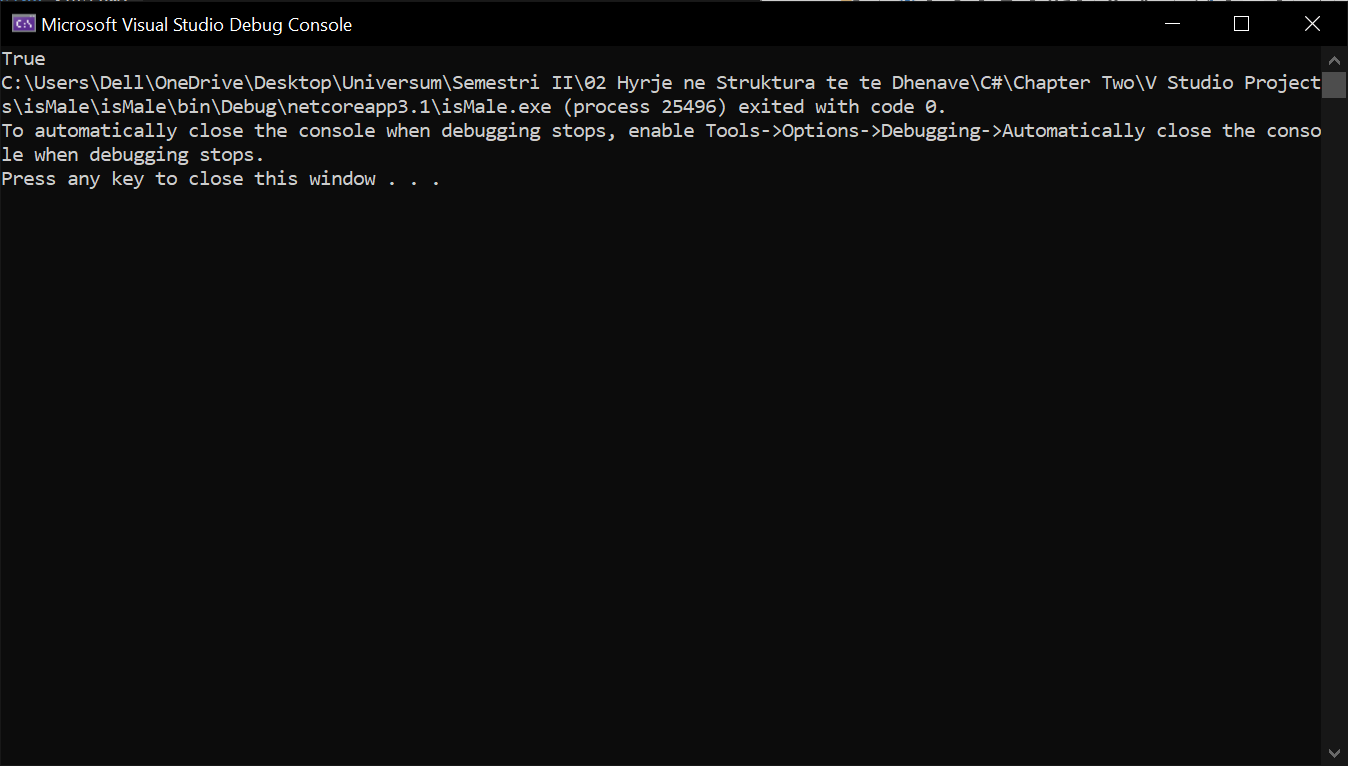 Microsoft Visual Studio Debug Console
True
C:\Users\Dell\OneDrive\Desktop\Universum\Semestri II\02 Hyrje ne Struktura te te Dhenave\C#\Chapter Two\V Studio Project
s\isMale\isMale\bin\Debug\netcoreapp3.1\isMale.exe (process 25496) exited with code 0.
To automatically close the console when debugging stops, enable Tools->Options->Debugging->Automatically close the conso
le when debugging stops.
Press any key to close this window . . .